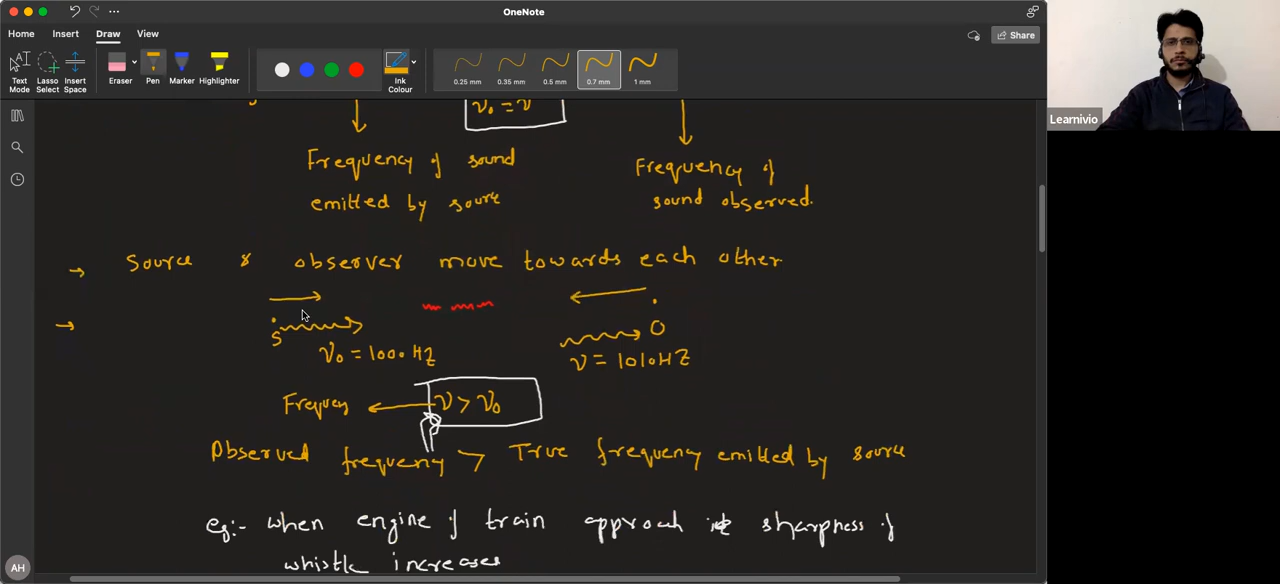 OneNote
Home Insert Draw View
Share
Text Mode
Lasso Select
Insert Space
Eraser
Pen
Marker
Highlighter
Ink Colour
0.25 mm
0.35 mm
0.5 mm
0.7 mm
1 mm
Learnivio
ν₀ = ν
Frequency of sound
emitted by source
Frequency of
sound observed.
→ Source & observer move towards each other
→
S
O
ν₀ = 1000 HZ
ν = 1010 HZ
Frequency ← ν > ν₀
Observed frequency > True frequency emitted by source
eg:- when engine of train approach sharpness of
whistle increases
AH